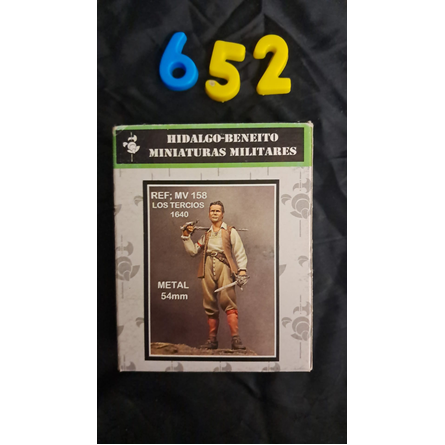 652
HIDALGO-BENEITO
MINIATURAS MILITARES
REF; MV 158
LOS TERCIOS
1640
METAL
54mm